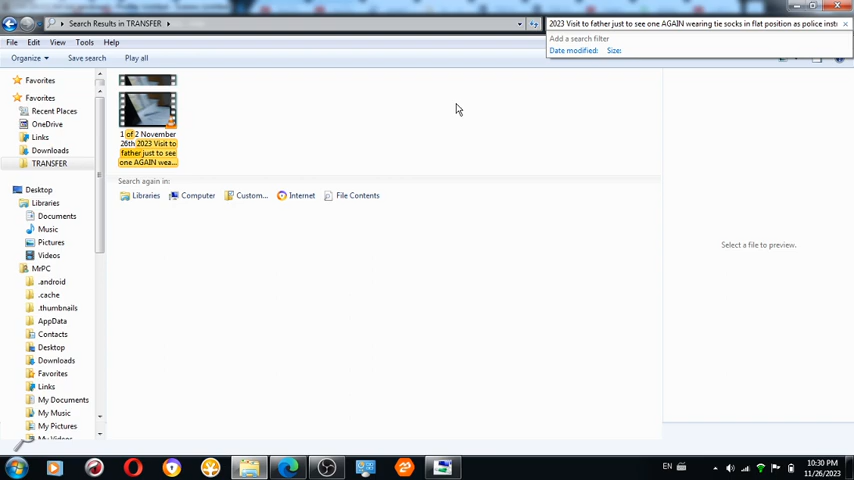 Search Results in TRANSFER
2023 Visit to father just to see one AGAIN wearing tie socks in flat position as police inst
File Edit View Tools Help
Add a search filter
Date modified: Size:
Organize Save search Play all
Favorites
Favorites
Recent Places
OneDrive
Links
Downloads
TRANSFER
Desktop
Libraries
Documents
Music
Pictures
Videos
MrPC
.android
.cache
.thumbnails
AppData
Contacts
Desktop
Downloads
Favorites
Links
My Documents
My Music
My Pictures
My Videos
1 of 2 November
26th 2023 Visit to
father just to see
one AGAIN wea...
Search again in:
Libraries Computer Custom... Internet File Contents
Select a file to preview.
EN
10:30 PM
11/26/2023